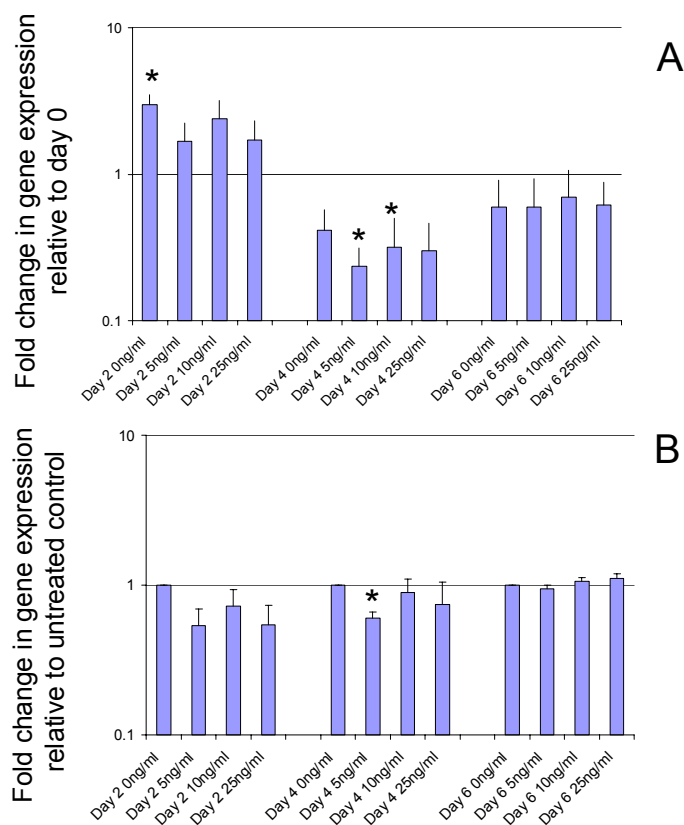 A
Fold change in gene expression
relative to day 0
10
*
1
*
*
0.1
Day 2 0ng/ml
Day 2 5ng/ml
Day 2 10ng/ml
Day 2 25ng/ml
Day 4 0ng/ml
Day 4 5ng/ml
Day 4 10ng/ml
Day 4 25ng/ml
Day 6 0ng/ml
Day 6 5ng/ml
Day 6 10ng/ml
Day 6 25ng/ml
B
Fold change in gene expression
relative to untreated control
10
1
*
0.1
Day 2 0ng/ml
Day 2 5ng/ml
Day 2 10ng/ml
Day 2 25ng/ml
Day 4 0ng/ml
Day 4 5ng/ml
Day 4 10ng/ml
Day 4 25ng/ml
Day 6 0ng/ml
Day 6 5ng/ml
Day 6 10ng/ml
Day 6 25ng/ml